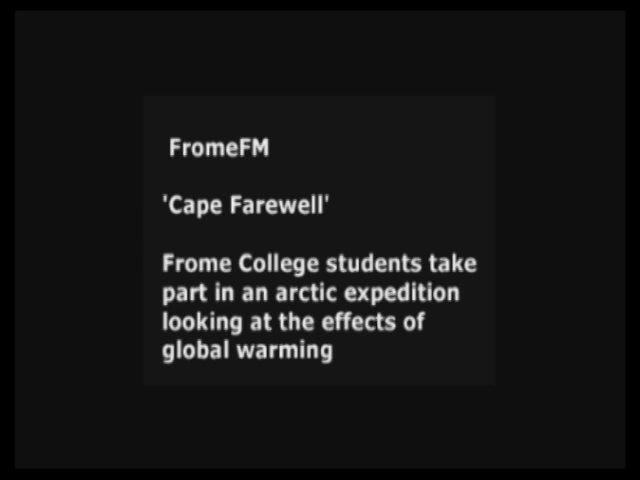 FromeFM
'Cape Farewell'
Frome College students take
part in an arctic expedition
looking at the effects of
global warming